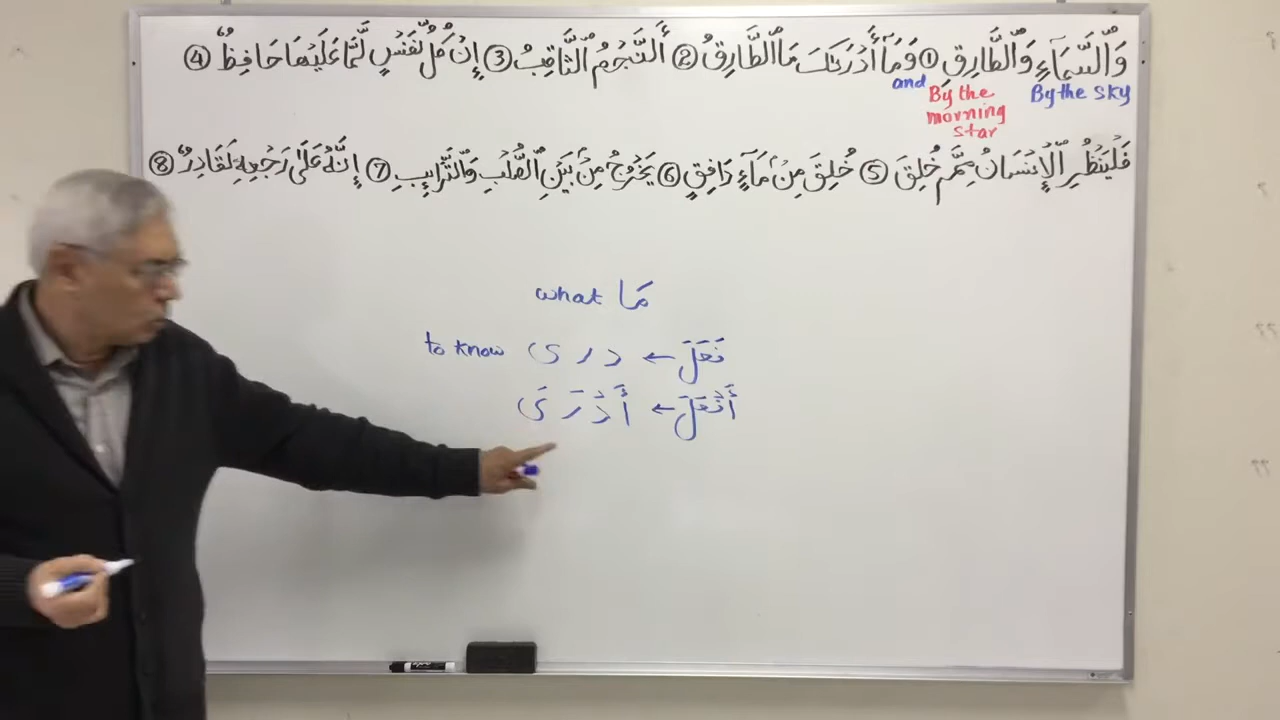 وَٱلسَّمَآءِ وَٱلطَّارِقِ ① وَمَآ أَدْرَىٰكَ مَا ٱلطَّارِقُ ② ٱلنَّجْمُ ٱلثَّاقِبُ ③ إِن كُلُّ نَفْسٍ لَّمَّا عَلَيْهَا حَافِظٌ ④
By the sky By the morning star and
فَلْيَنظُرِ ٱلْإِنسَانُ مِمَّ خُلِقَ ⑤ خُلِقَ مِن مَّآءٍ دَافِقٍ ⑥ يَخْرُجُ مِنۢ بَيْنِ ٱلصُّلْبِ وَٱلتَّرَآئِبِ ⑦ إِنَّهُۥ عَلَىٰ رَجْعِهِۦ لَقَادِرٌ ⑧
مَا what
فَعَلَ ← د ر ى to know
أَفْعَلَ ← أَ دْ رَ ىَ